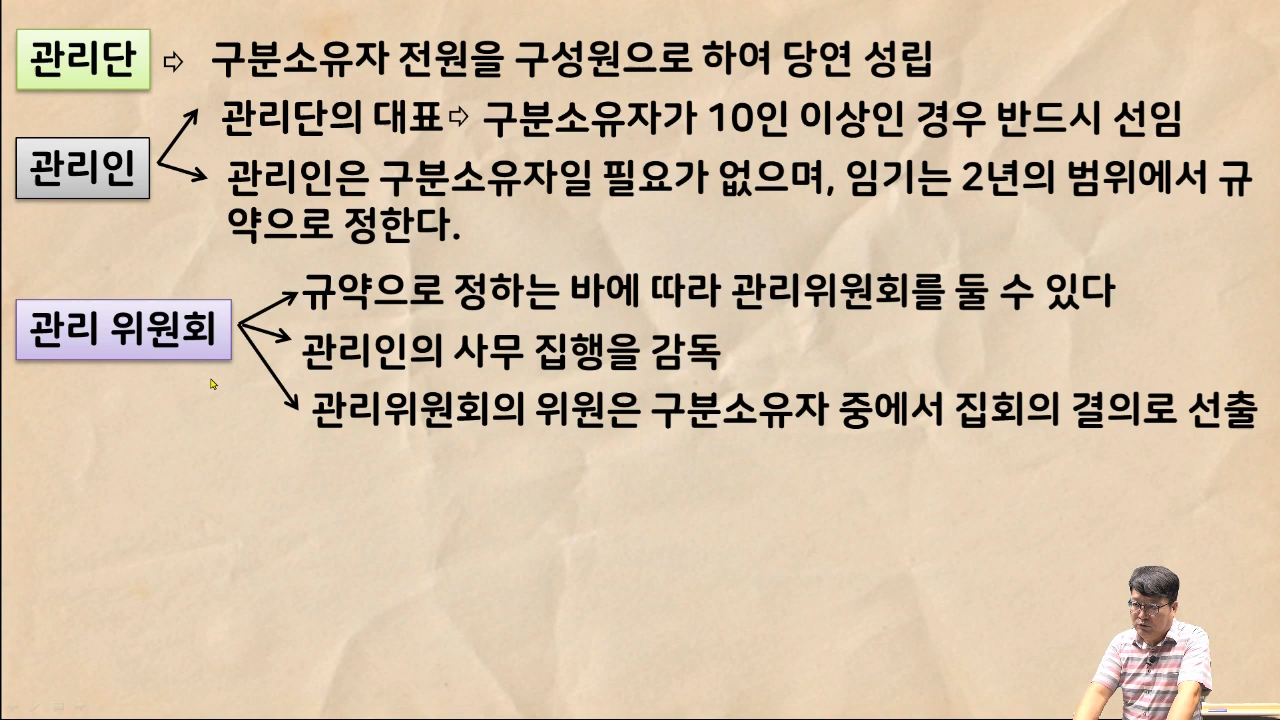 관리단 ⇨ 구분소유자 전원을 구성원으로 하여 당연 성립
관리단의 대표⇨ 구분소유자가 10인 이상인 경우 반드시 선임
관리인
관리인은 구분소유자일 필요가 없으며, 임기는 2년의 범위에서 규
약으로 정한다.
규약으로 정하는 바에 따라 관리위원회를 둘 수 있다
관리 위원회
관리인의 사무 집행을 감독
관리위원회의 위원은 구분소유자 중에서 집회의 결의로 선출